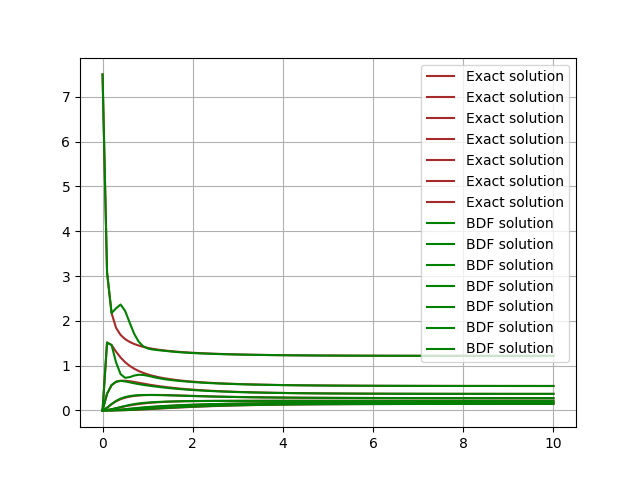 Exact solution
Exact solution
Exact solution
Exact solution
Exact solution
Exact solution
Exact solution
BDF solution
BDF solution
BDF solution
BDF solution
BDF solution
BDF solution
BDF solution
7
6
5
4
3
2
1
0
0 2 4 6 8 10